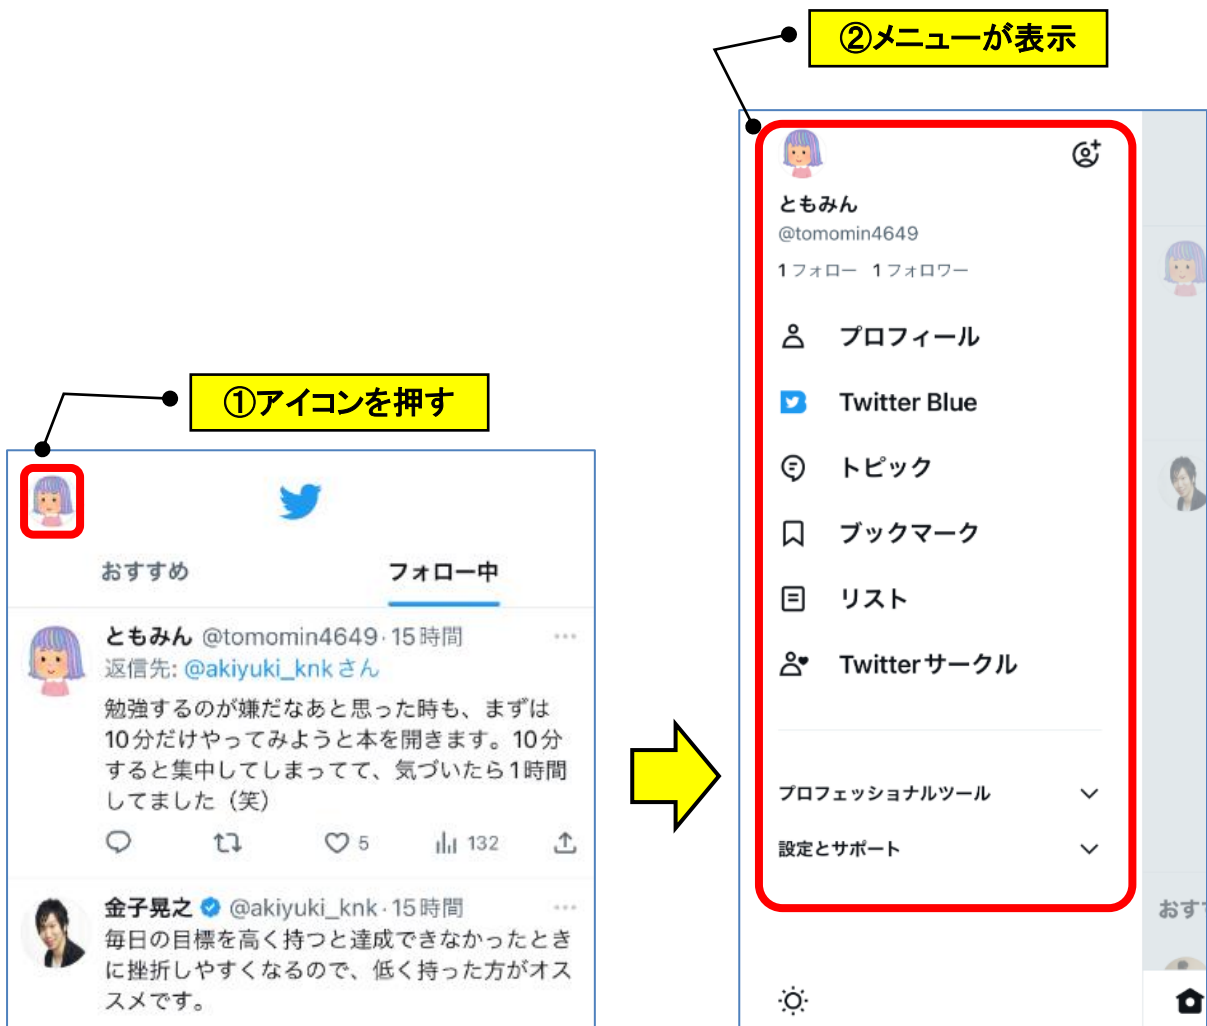 ②メニューが表示
①アイコンを押す
おすすめ
フォロー中
ともみん @tomomin4649·15時間
返信先: @akiyuki_knkさん
勉強するのが嫌だなあと思った時も、まずは
10分だけやってみようと本を開きます。10分
すると集中してしまってて、気づいたら1時間
してました（笑）
5
132
金子晃之 @akiyuki_knk·15時間
毎日の目標を高く持つと達成できなかったとき
に挫折しやすくなるので、低く持った方がオス
スメです。
ともみん
@tomomin4649
1 フォロー 1 フォロワー
プロフィール
Twitter Blue
トピック
ブックマーク
リスト
Twitterサークル
プロフェッショナルツール
設定とサポート
おす